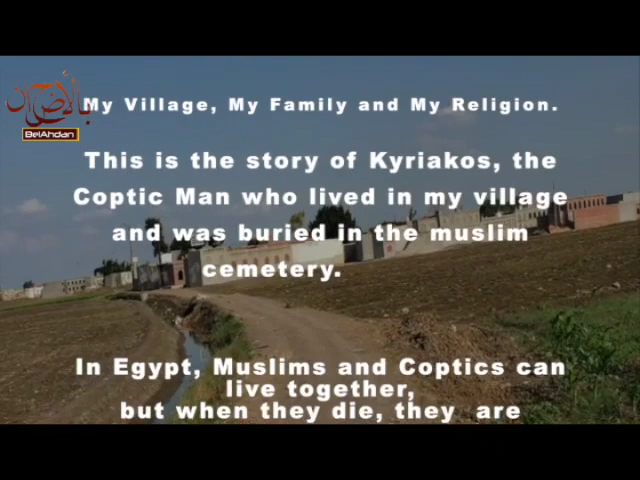 بالأحضان
BelAhdan
My Village, My Family and My Religion.
This is the story of Kyriakos, the
Coptic Man who lived in my village
and was buried in the muslim
cemetery.
In Egypt, Muslims and Coptics can
live together,
but when they die, they are